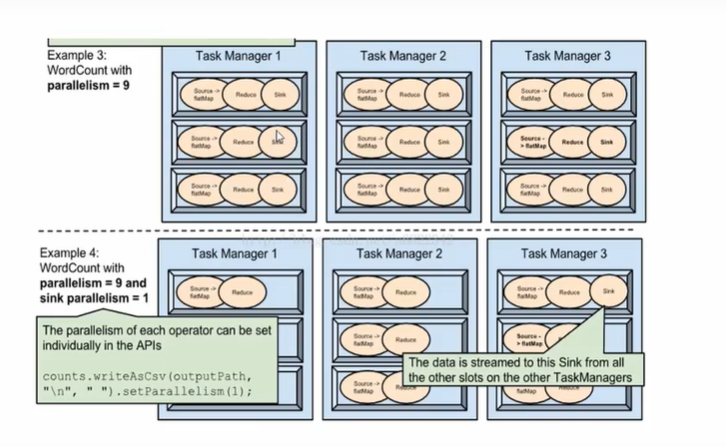 Example 3:
WordCount with
parallelism = 9
Task Manager 1
Task Manager 2
Task Manager 3
Source -> flatMap
Reduce
Sink
Source -> flatMap
Reduce
Sink
Source -> flatMap
Reduce
Sink
Source -> flatMap
Reduce
Source -> flatMap
Reduce
Sink
Source -
> flatMap
Reduce
Sink
Source -> flatMap
Reduce
Sink
Source -> flatMap
Reduce
Sink
Source -> flatMap
Reduce
Sink
Example 4:
WordCount with
parallelism = 9 and
sink parallelism = 1
Task Manager 1
Task Manager 2
Task Manager 3
Source -> flatMap
Reduce
Source -> flatMap
Reduce
Source -> flatMap
Reduce
Sink
The parallelism of each operator can be set
individually in the APIs
counts.writeAsCsv(outputPath,
"\n", " ").setParallelism(1);
Source -> flatMap
Reduce
Source -
> flatMap
The data is streamed to this Sink from all
the other slots on the other TaskManagers
Source -> flatMap
flatMap